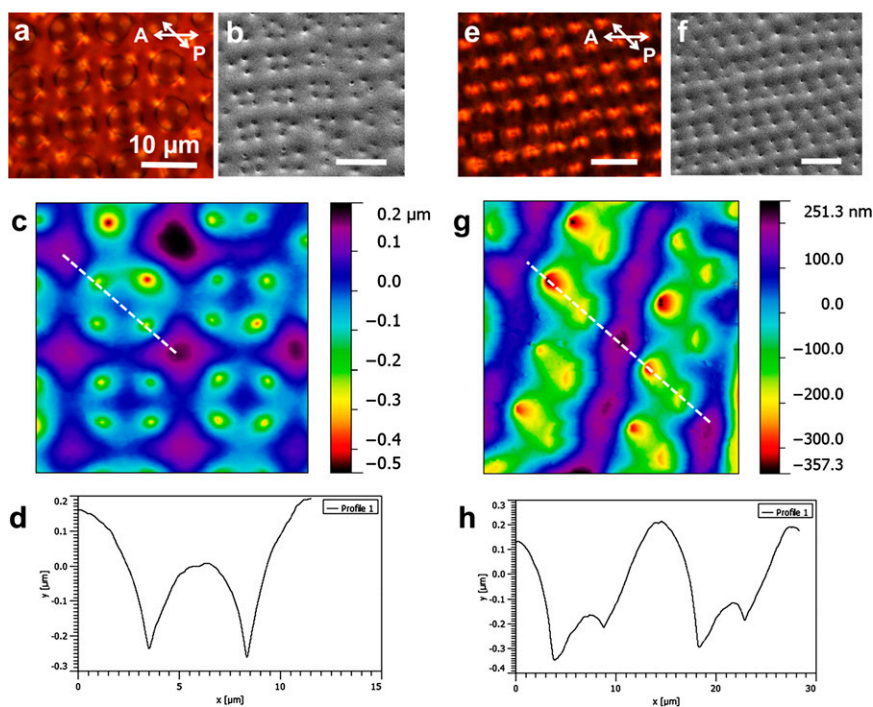 a
A
P
10 μm
b
e
A
P
f
c
0.2 μm
0.1
0.0
−0.1
−0.2
−0.3
−0.4
−0.5
g
251.3 nm
100.0
0.0
−100.0
−200.0
−300.0
−357.3
d
Profile 1
0.2
0.1
0.0
-0.1
-0.2
-0.3
y [μm]
0
5
10
15
x [μm]
h
Profile 1
0.3
0.2
0.1
0.0
-0.1
-0.2
-0.3
-0.4
y [μm]
0
10
20
30
x [μm]